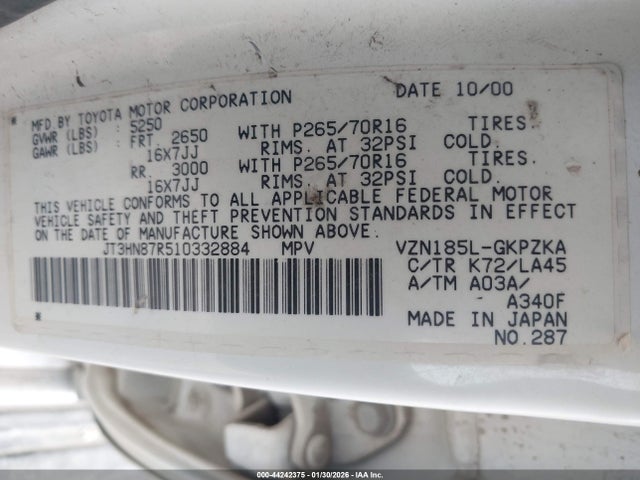 MFD BY TOYOTA MOTOR CORPORATION DATE 10/00
GVWR (LBS) : 5250
GAWR (LBS) : FRT. 2650 WITH P265/70R16 TIRES.
16X7JJ RIMS. AT 32PSI COLD.
RR. 3000 WITH P265/70R16 TIRES.
16X7JJ RIMS. AT 32PSI COLD.
THIS VEHICLE CONFORMS TO ALL APPLICABLE FEDERAL MOTOR
VEHICLE SAFETY AND THEFT PREVENTION STANDARDS IN EFFECT
ON THE DATE OF MANUFACTURE SHOWN ABOVE.
JT3HN87R510332884 MPV VZN185L-GKPZKA
C/TR K72/LA45
A/TM A03A/
A340F
MADE IN JAPAN
NO.287
000-44242375 - 01/30/2026 - IAA Inc.